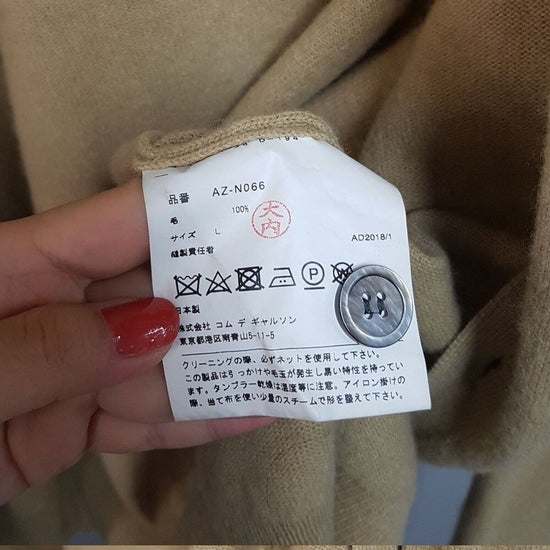 品番 AZ-N066
毛 100%
大内
サイズ L
AD2018/1
縫製責任者
P
W
日本製
株式会社 コム デ ギャルソン
東京都港区南青山5-11-5
クリーニングの際、必ずネットを使用して下さい。
この製品は引っかけや毛玉が発生し易い特性を持ってい
ます。タンブラー乾燥は温度等に注意。アイロン掛けの
際、当て布を使い少量のスチームで形を整えて下さい。